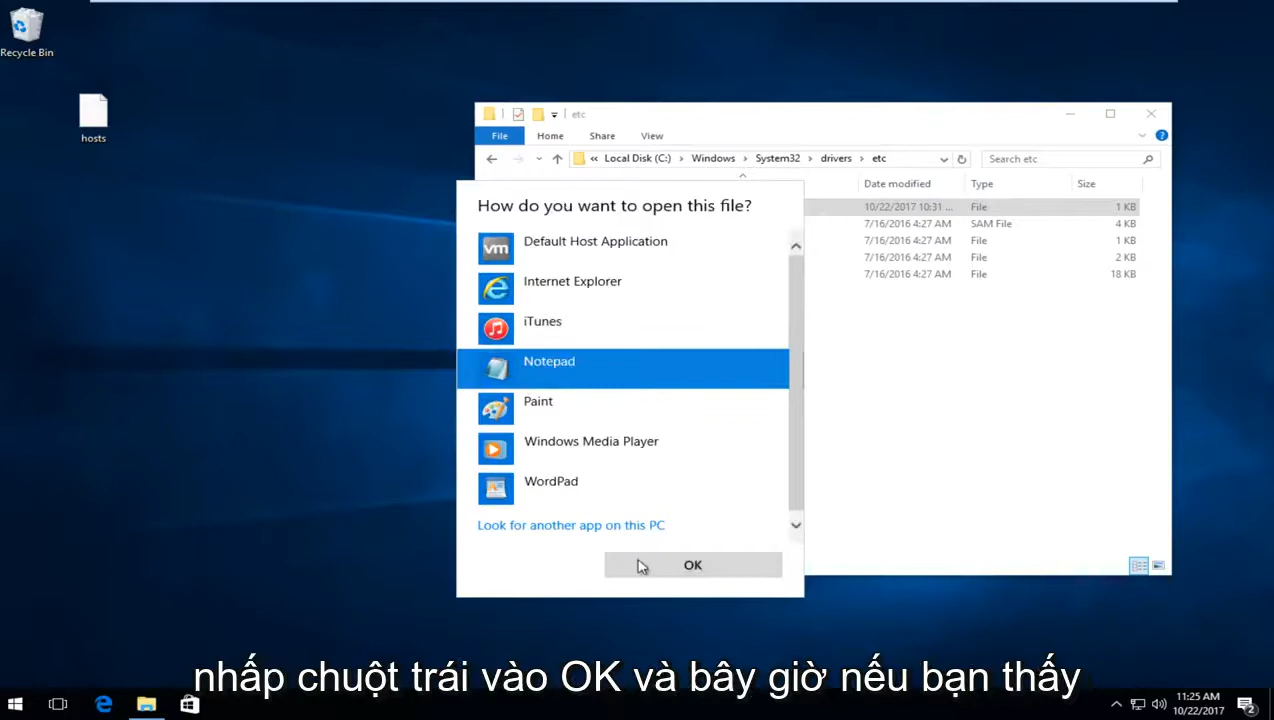 Recycle Bin
hosts
etc
File Home Share View
« Local Disk (C:) Windows System32 drivers etc
Search etc
Date modified Type Size
10/22/2017 10:31 ... File 1 KB
7/16/2016 4:27 AM SAM File 4 KB
7/16/2016 4:27 AM File 1 KB
7/16/2016 4:27 AM File 2 KB
7/16/2016 4:27 AM File 18 KB
How do you want to open this file?
vm Default Host Application
Internet Explorer
iTunes
Notepad
Paint
Windows Media Player
WordPad
Look for another app on this PC
OK
nhấp chuột trái vào OK và bây giờ nếu bạn thấy
11:25 AM
10/22/2017
2